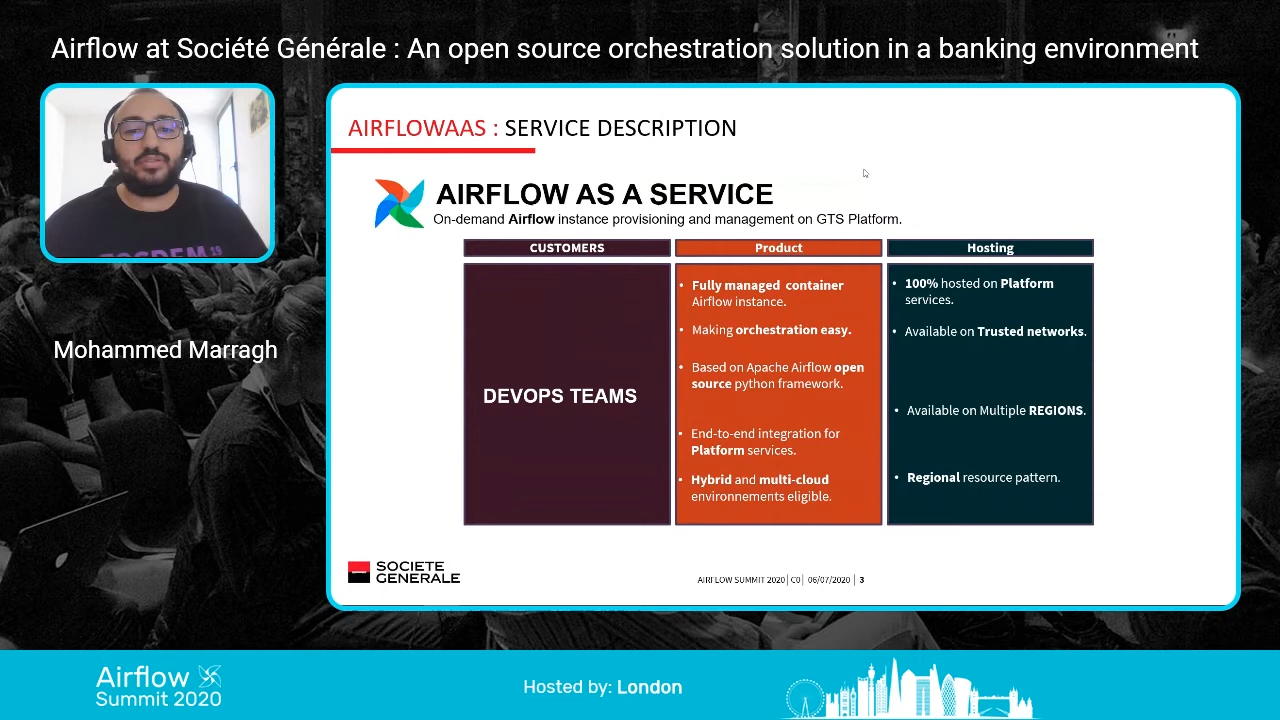 Airflow at Société Générale : An open source orchestration solution in a banking environment
Mohammed Marragh
AIRFLOWAAS : SERVICE DESCRIPTION
AIRFLOW AS A SERVICE
On-demand Airflow instance provisioning and management on GTS Platform.
CUSTOMERS
DEVOPS TEAMS
Product
• Fully managed container
Airflow instance.
• Making orchestration easy.
• Based on Apache Airflow open
source python framework.
• End-to-end integration for
Platform services.
• Hybrid and multi-cloud
environnements eligible.
Hosting
• 100% hosted on Platform
services.
• Available on Trusted networks.
• Available on Multiple REGIONS.
• Regional resource pattern.
SOCIETE
GENERALE
AIRFLOW SUMMIT 2020 | C0 | 06/07/2020 | 3
Airflow
Summit 2020
Hosted by: London